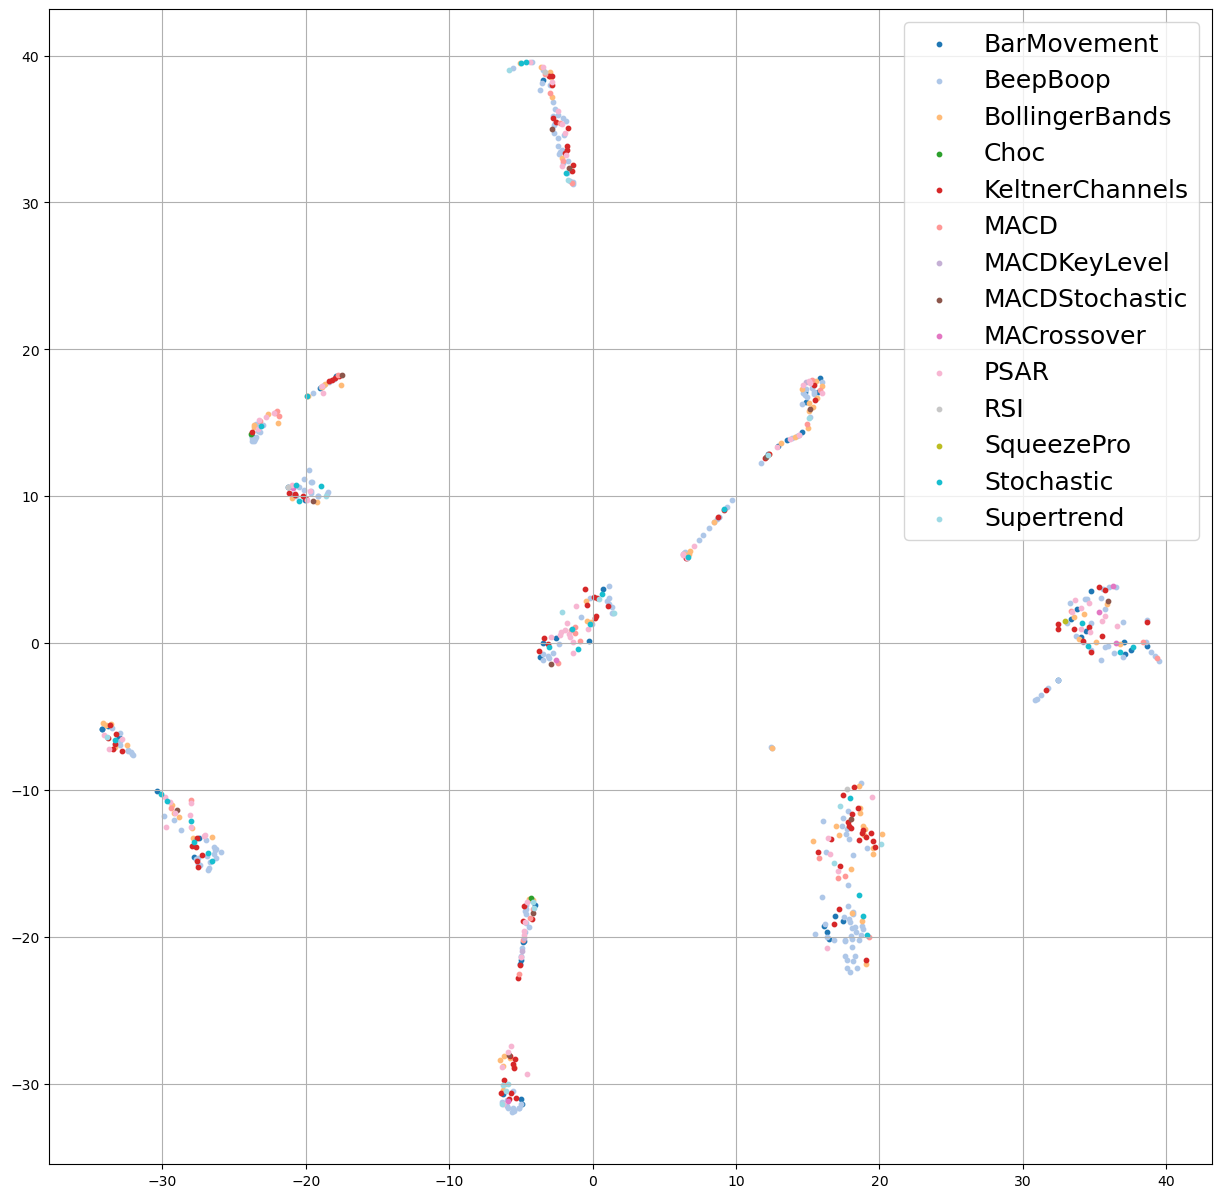 BarMovement
BeepBoop
BollingerBands
Choc
KeltnerChannels
MACD
MACDKeyLevel
MACDStochastic
MACrossover
PSAR
RSI
SqueezePro
Stochastic
Supertrend
40
30
20
10
0
−10
−20
−30
−30 −20 −10 0 10 20 30 40